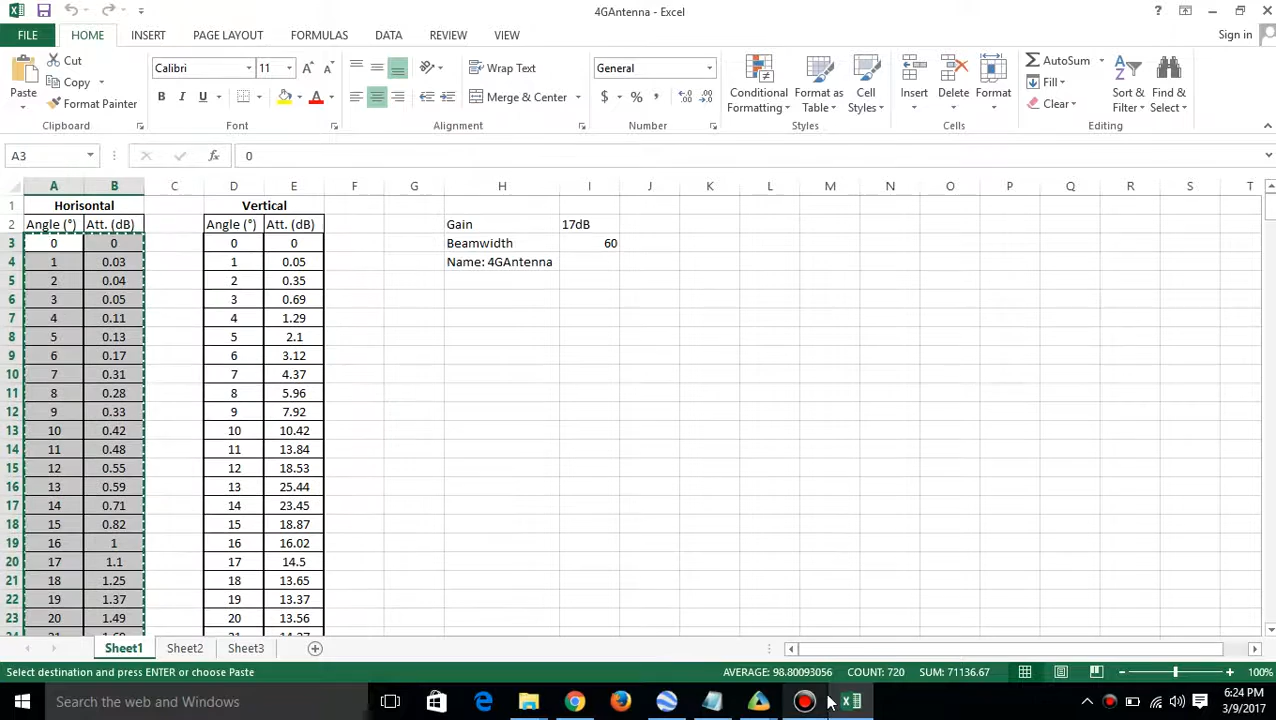 4GAntenna - Excel
?
FILE HOME INSERT PAGE LAYOUT FORMULAS DATA REVIEW VIEW Sign in
Paste Cut Copy Format Painter Clipboard
Calibri 11 B I U A A A Font
Wrap Text Merge & Center Alignment
General $ % , Number
Conditional Formatting Format as Table Cell Styles Styles
Insert Delete Format Cells
AutoSum Fill Clear Sort & Filter Find & Select Editing
A3 fx 0
A B C D E F G H I J K L M N O P Q R S T
1 Horisontal Vertical
2 Angle (°) Att. (dB) Angle (°) Att. (dB) Gain 17dB
3 0 0 0 0 Beamwidth 60
4 1 0.03 1 0.05 Name: 4GAntenna
5 2 0.04 2 0.35
6 3 0.05 3 0.69
7 4 0.11 4 1.29
8 5 0.13 5 2.1
9 6 0.17 6 3.12
10 7 0.31 7 4.37
11 8 0.28 8 5.96
12 9 0.33 9 7.92
13 10 0.42 10 10.42
14 11 0.48 11 13.84
15 12 0.55 12 18.53
16 13 0.59 13 25.44
17 14 0.71 14 23.45
18 15 0.82 15 18.87
19 16 1 16 16.02
20 17 1.1 17 14.5
21 18 1.25 18 13.65
22 19 1.37 19 13.37
23 20 1.49 20 13.56
Sheet1 Sheet2 Sheet3
Select destination and press ENTER or choose Paste AVERAGE: 98.80093056 COUNT: 720 SUM: 71136.67 100%
Search the web and Windows
6:24 PM
3/9/2017